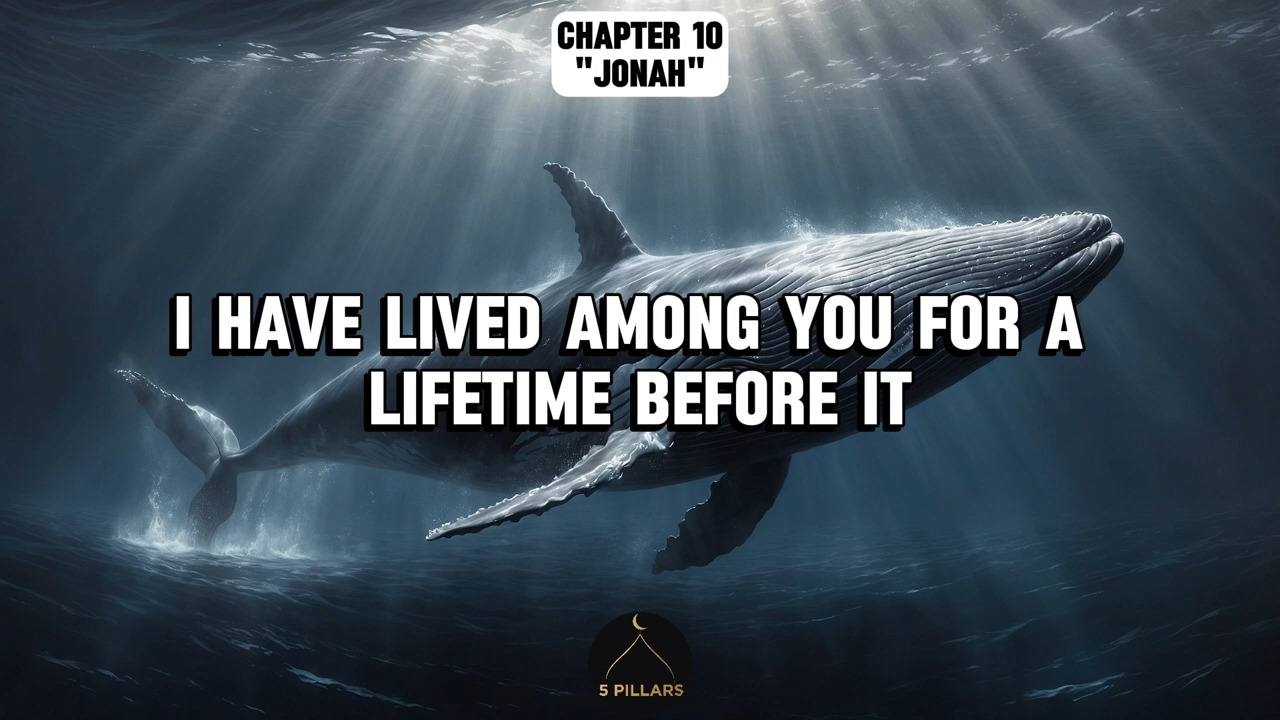 CHAPTER 10
"JONAH"
I HAVE LIVED AMONG YOU FOR A
LIFETIME BEFORE IT
5 PILLARS